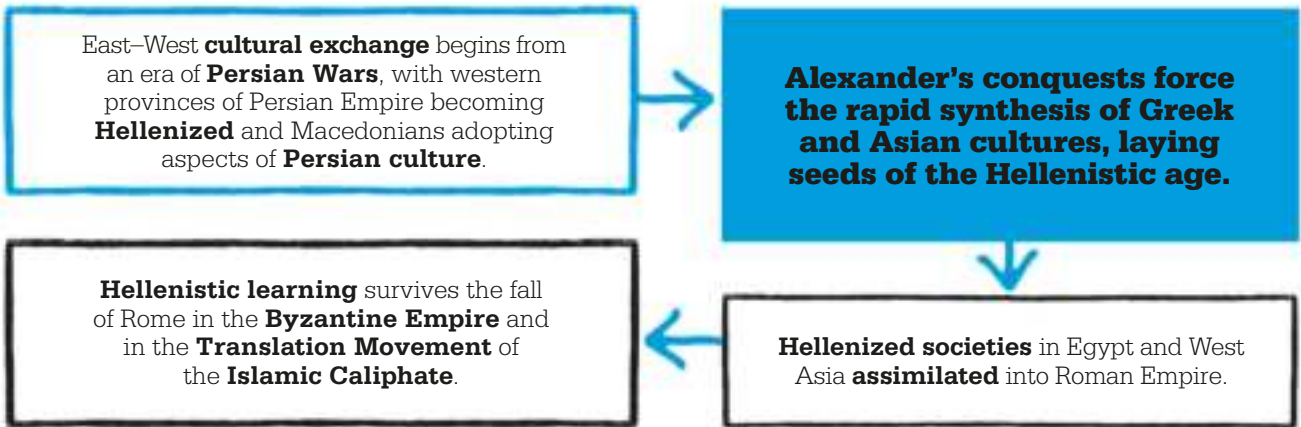 East–West cultural exchange begins from
an era of Persian Wars, with western
provinces of Persian Empire becoming
Hellenized and Macedonians adopting
aspects of Persian culture.
Alexander's conquests force
the rapid synthesis of Greek
and Asian cultures, laying
seeds of the Hellenistic age.
Hellenized societies in Egypt and West
Asia assimilated into Roman Empire.
Hellenistic learning survives the fall
of Rome in the Byzantine Empire and
in the Translation Movement of
the Islamic Caliphate.